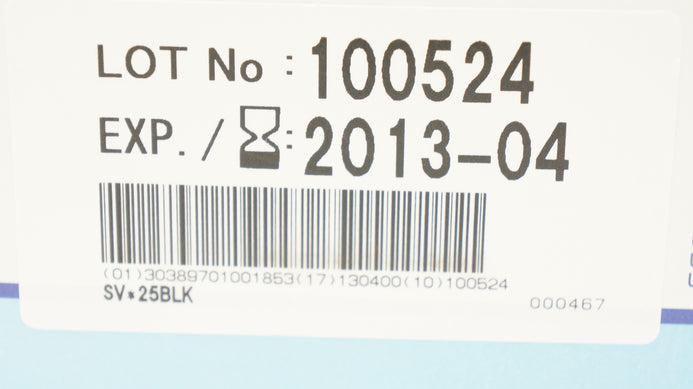 LOT No : 100524
EXP. / ⌛: 2013-04
(01)30389701001853(17)130400(10)100524
SV*25BLK
000467